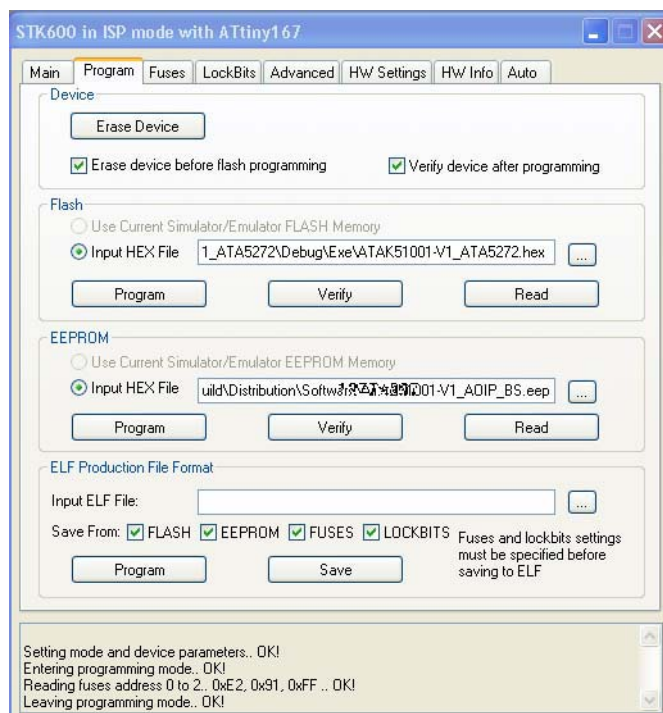 STK600 in ISP mode with ATtiny167
Main Program Fuses LockBits Advanced HW Settings HW Info Auto
Device
Erase Device
Erase device before flash programming Verify device after programming
Flash
Use Current Simulator/Emulator FLASH Memory
Input HEX File 1_ATA5272\Debug\Exe\ATAK51001-V1_ATA5272.hex ...
Program Verify Read
EEPROM
Use Current Simulator/Emulator EEPROM Memory
Input HEX File ...
Program Verify Read
ELF Production File Format
Input ELF File: ...
Save From: FLASH EEPROM FUSES LOCKBITS
Fuses and lockbits settings
must be specified before
saving to ELF
Program Save
Setting mode and device parameters.. OK!
Entering programming mode.. OK!
Reading fuses address 0 to 2.. 0xE2, 0x91, 0xFF .. OK!
Leaving programming mode.. OK!